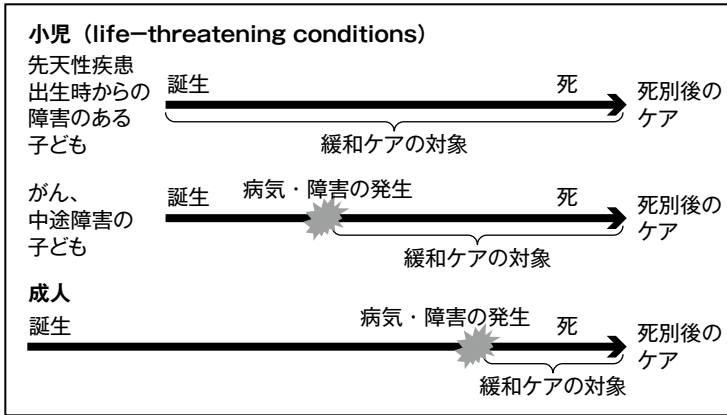 小児（life−threatening conditions）
先天性疾患
出生時からの
障害のある
子ども
誕生
死
死別後の
ケア
緩和ケアの対象
がん、
中途障害の
子ども
誕生
病気・障害の発生
死
死別後の
ケア
緩和ケアの対象
成人
誕生
病気・障害の発生
死
死別後の
ケア
緩和ケアの対象